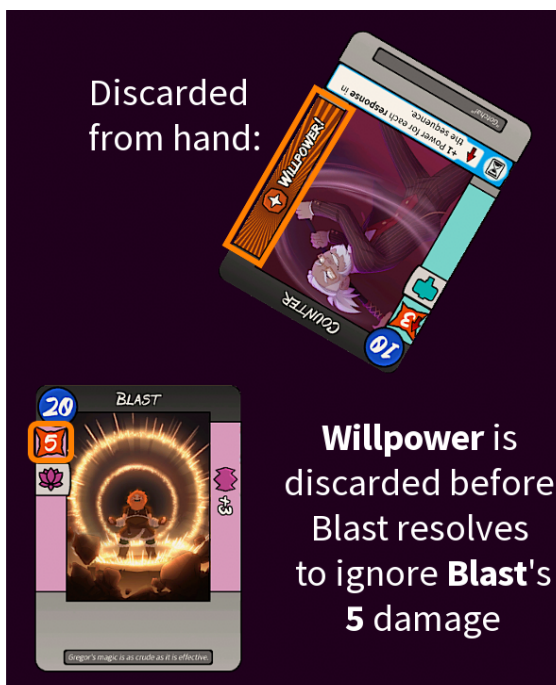 Discarded
from hand:
"Gotcha!"
+1 Power for each response in
the sequence.
WILLPOWER!
COUNTER
3
10
BLAST
20
5
+3
Gregor's magic is as crude as it is effective.
Willpower is
discarded before
Blast resolves
to ignore Blast's
5 damage